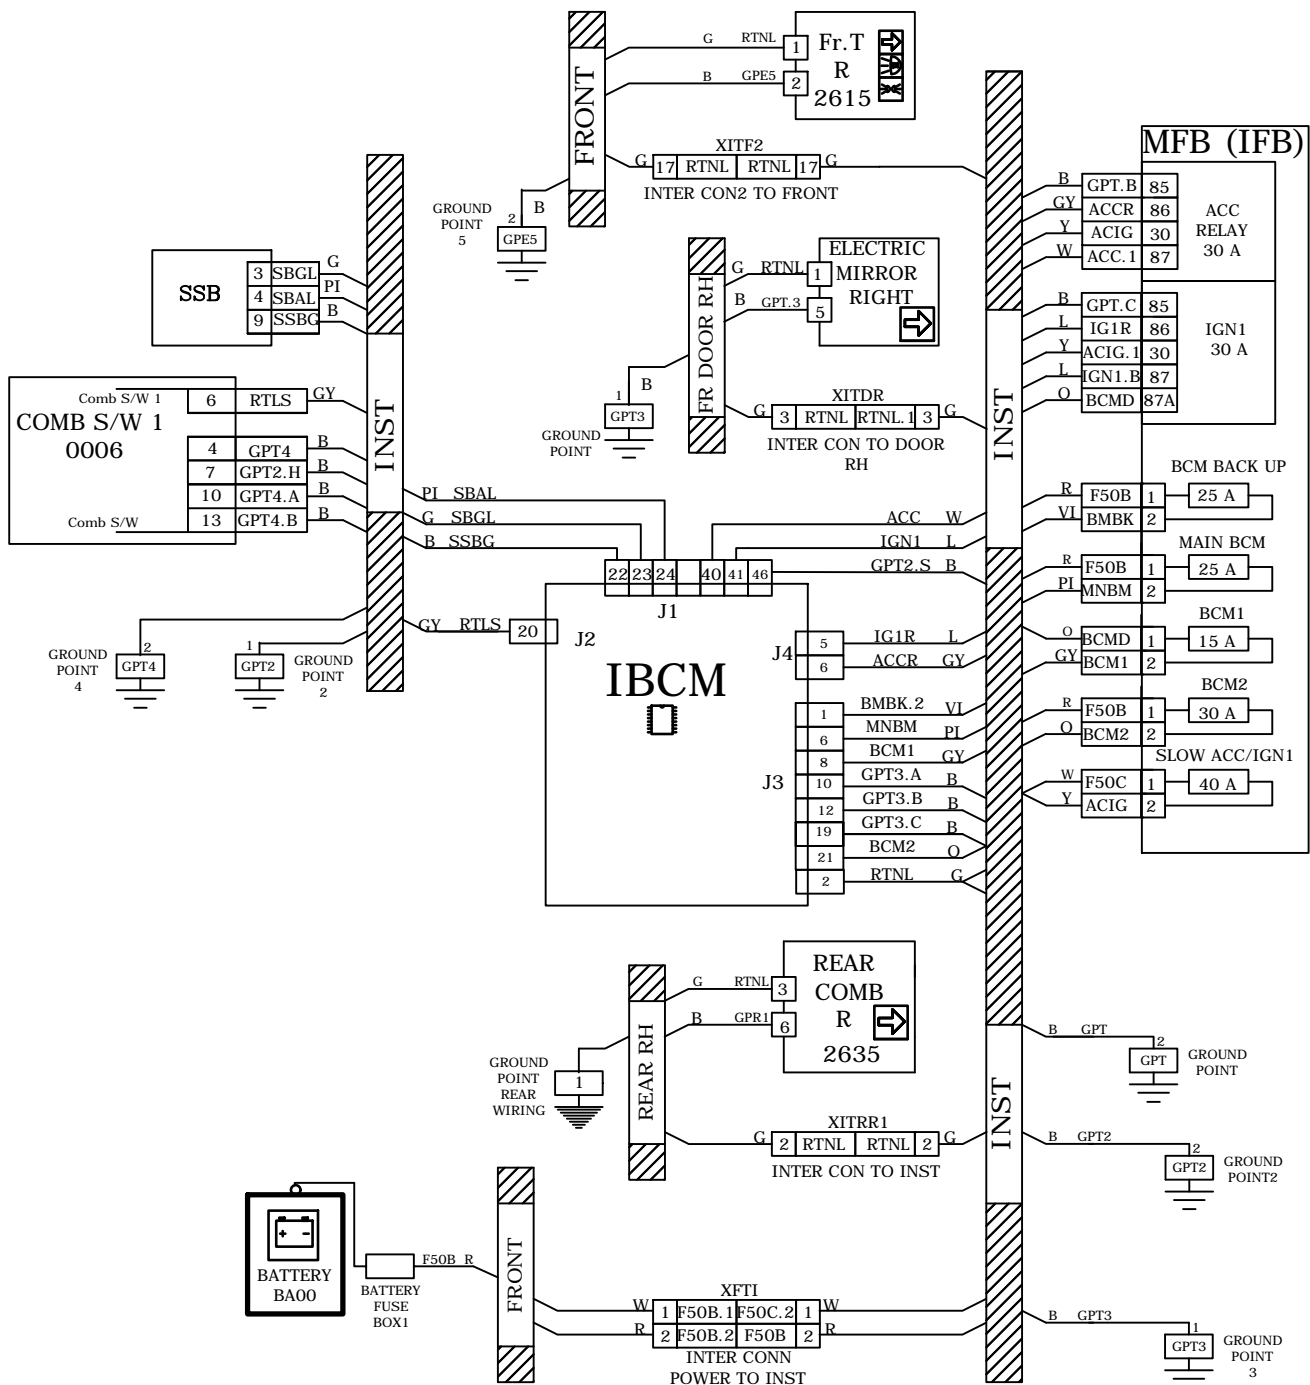 G RTNL 1 Fr.T
R
2615
B GPE5 2
FRONT
XITF2
G 17 RTNL RTNL 17 G
INTER CON2 TO FRONT
GROUND
POINT
5
2 B
GPE5
MFB (IFB)
B GPT.B 85
GY ACCR 86
Y ACIG 30
W ACC.1 87
ACC
RELAY
30 A
B GPT.C 85
L IG1R 86
Y ACIG.1 30
L IGN1.B 87
O BCMD 87A
IGN1
30 A
BCM BACK UP
R F50B 1 25 A
VI BMBK 2
MAIN BCM
R F50B 1 25 A
PI MNBM 2
BCM1
O BCMD 1 15 A
GY BCM1 2
BCM2
R F50B 1 30 A
O BCM2 2
SLOW ACC/IGN1
W F50C 1 40 A
Y ACIG 2
SSB
3 SBGL G
4 SBAL PI
9 SSBG B
Comb S/W 1
COMB S/W 1
0006
6 RTLS GY
4 GPT4 B
7 GPT2.H B
10 GPT4.A B
13 GPT4.B B
Comb S/W
INST
FR DOOR RH
G RTNL 1
B GPT.3 5
ELECTRIC
MIRROR
RIGHT
1 B
GPT3
GROUND
POINT
XITDR
G 3 RTNL RTNL.1 3 G
INTER CON TO DOOR
RH
INST
PI SBAL
G SBGL
B SSBG
ACC W
IGN1 L
GPT2.S B
22 23 24 40 41 46
J1
GY RTLS 20 J2
IBCM
J4
5 IG1R L
6 ACCR GY
J3
1 BMBK.2 VI
6 MNBM PI
8 BCM1 GY
10 GPT3.A B
12 GPT3.B B
19 GPT3.C B
21 BCM2 O
2 RTNL G
GROUND
POINT
4
2
GPT4
1
GPT2
GROUND
POINT
2
REAR RH
G RTNL 3
B GPR1 6
REAR
COMB
R
2635
GROUND
POINT
REAR
WIRING
1
XITRR1
G 2 RTNL RTNL 2 G
INTER CON TO INST
INST
B GPT 2
GPT
GROUND
POINT
B GPT2 2
GPT2
GROUND
POINT2
B GPT3 1
GPT3
GROUND
POINT
3
+ -
BATTERY
BA00
BATTERY
FUSE
BOX1
F50B R
FRONT
XFTI
W 1 F50B.1 F50C.2 1 W
R 2 F50B.2 F50B 2 R
INTER CONN
POWER TO INST